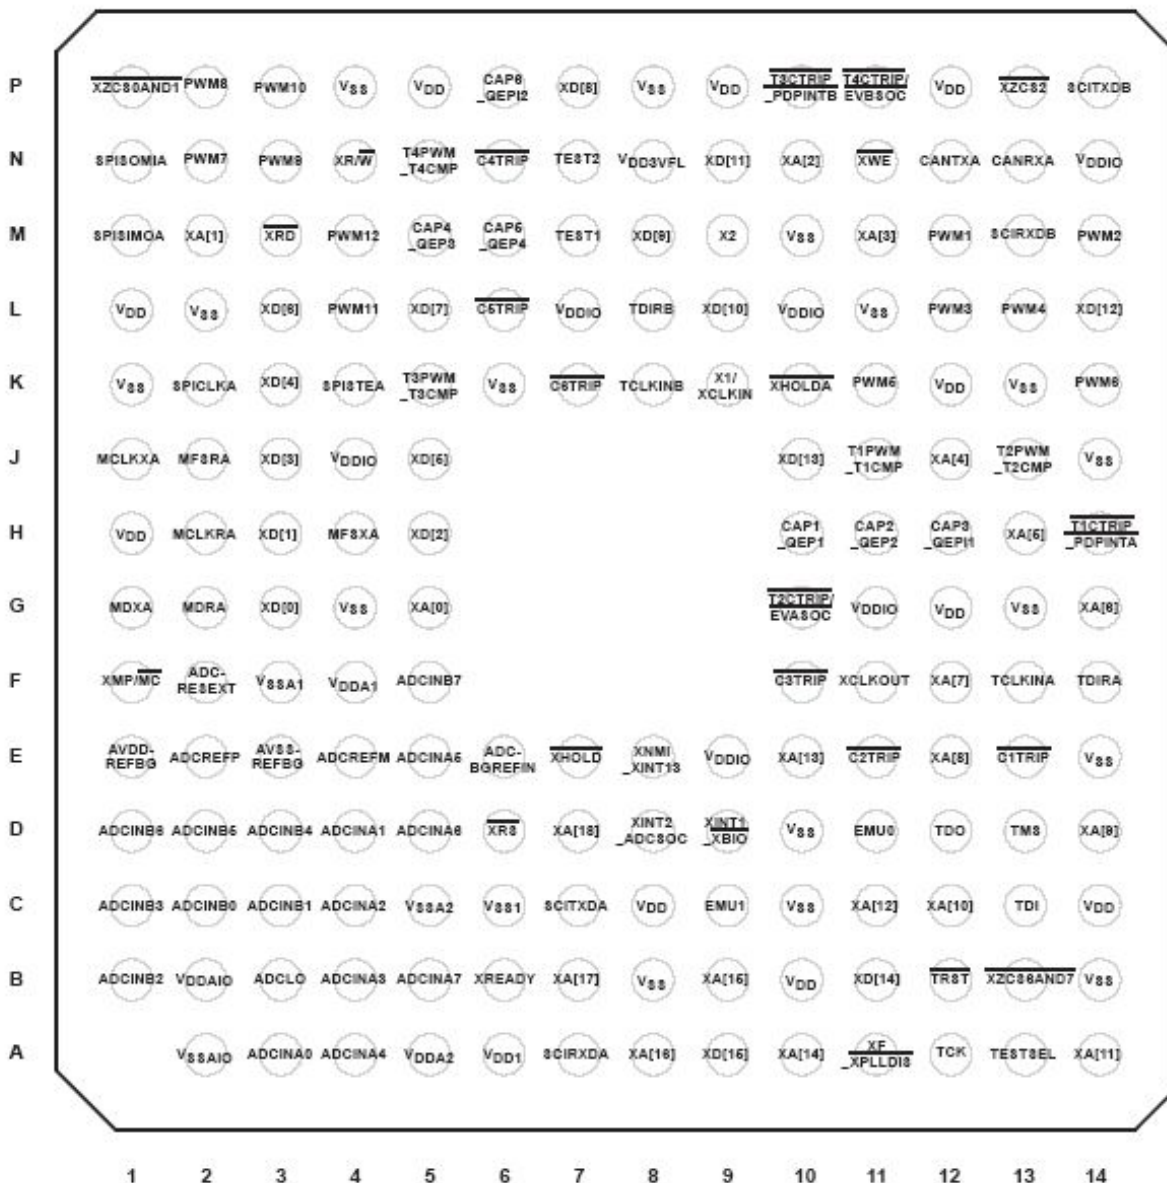 P XZCS0AND1 PWM8 PWM10 VSS VDD CAP6_QEPI2 XD[8] VSS VDD T3CTRIP_PDPINTB T4CTRIP/EVBSOC VDD XZCS2 SCITXDB
N SPISOMIA PWM7 PWM9 XR/W T4PWM_T4CMP C4TRIP TEST2 VDD3VFL XD[11] XA[2] XWE CANTXA CANRXA VDDIO
M SPISIMOA XA[1] XRD PWM12 CAP4_QEP3 CAP5_QEP4 TEST1 XD[9] X2 VSS XA[3] PWM1 SCIRXDB PWM2
L VDD VSS XD[6] PWM11 XD[7] C5TRIP VDDIO TDIRB XD[10] VDDIO VSS PWM3 PWM4 XD[12]
K VSS SPICLKA XD[4] SPISTEA T3PWM_T3CMP VSS C6TRIP TCLKINB X1/XCLKIN XHOLDA PWM5 VDD VSS PWM6
J MCLKXA MFSRA XD[3] VDDIO XD[5] XD[13] T1PWM_T1CMP XA[4] T2PWM_T2CMP VSS
H VDD MCLKRA XD[1] MFSXA XD[2] CAP1_QEP1 CAP2_QEP2 CAP3_QEPI1 XA[5] T1CTRIP_PDPINTA
G MDXA MDRA XD[0] VSS XA[0] T2CTRIP/EVASOC VDDIO VDD VSS XA[6]
F XMP/MC ADC-RESEXT VSSA1 VDDA1 ADCINB7 C3TRIP XCLKOUT XA[7] TCLKINA TDIRA
E AVDD-REFBG ADCREFP AVSS-REFBG ADCREFM ADCINA5 ADC-BGREFIN XHOLD XNMI_XINT13 VDDIO XA[13] C2TRIP XA[8] C1TRIP VSS
D ADCINB6 ADCINB5 ADCINB4 ADCINA1 ADCINA6 XRS XA[18] XINT2_ADCSOC XINT1_XBIO VSS EMU0 TDO TMS XA[9]
C ADCINB3 ADCINB0 ADCINB1 ADCINA2 VSSA2 VSS1 SCITXDA VDD EMU1 VSS XA[12] XA[10] TDI VDD
B ADCINB2 VDDAIO ADCLO ADCINA3 ADCINA7 XREADY XA[17] VSS XA[15] VDD XD[14] TRST XZCS6AND7 VSS
A VSSAIO ADCINA0 ADCINA4 VDDA2 VDD1 SCIRXDA XA[16] XD[15] XA[14] XF_XPLLDIS TCK TESTSEL XA[11]
1 2 3 4 5 6 7 8 9 10 11 12 13 14